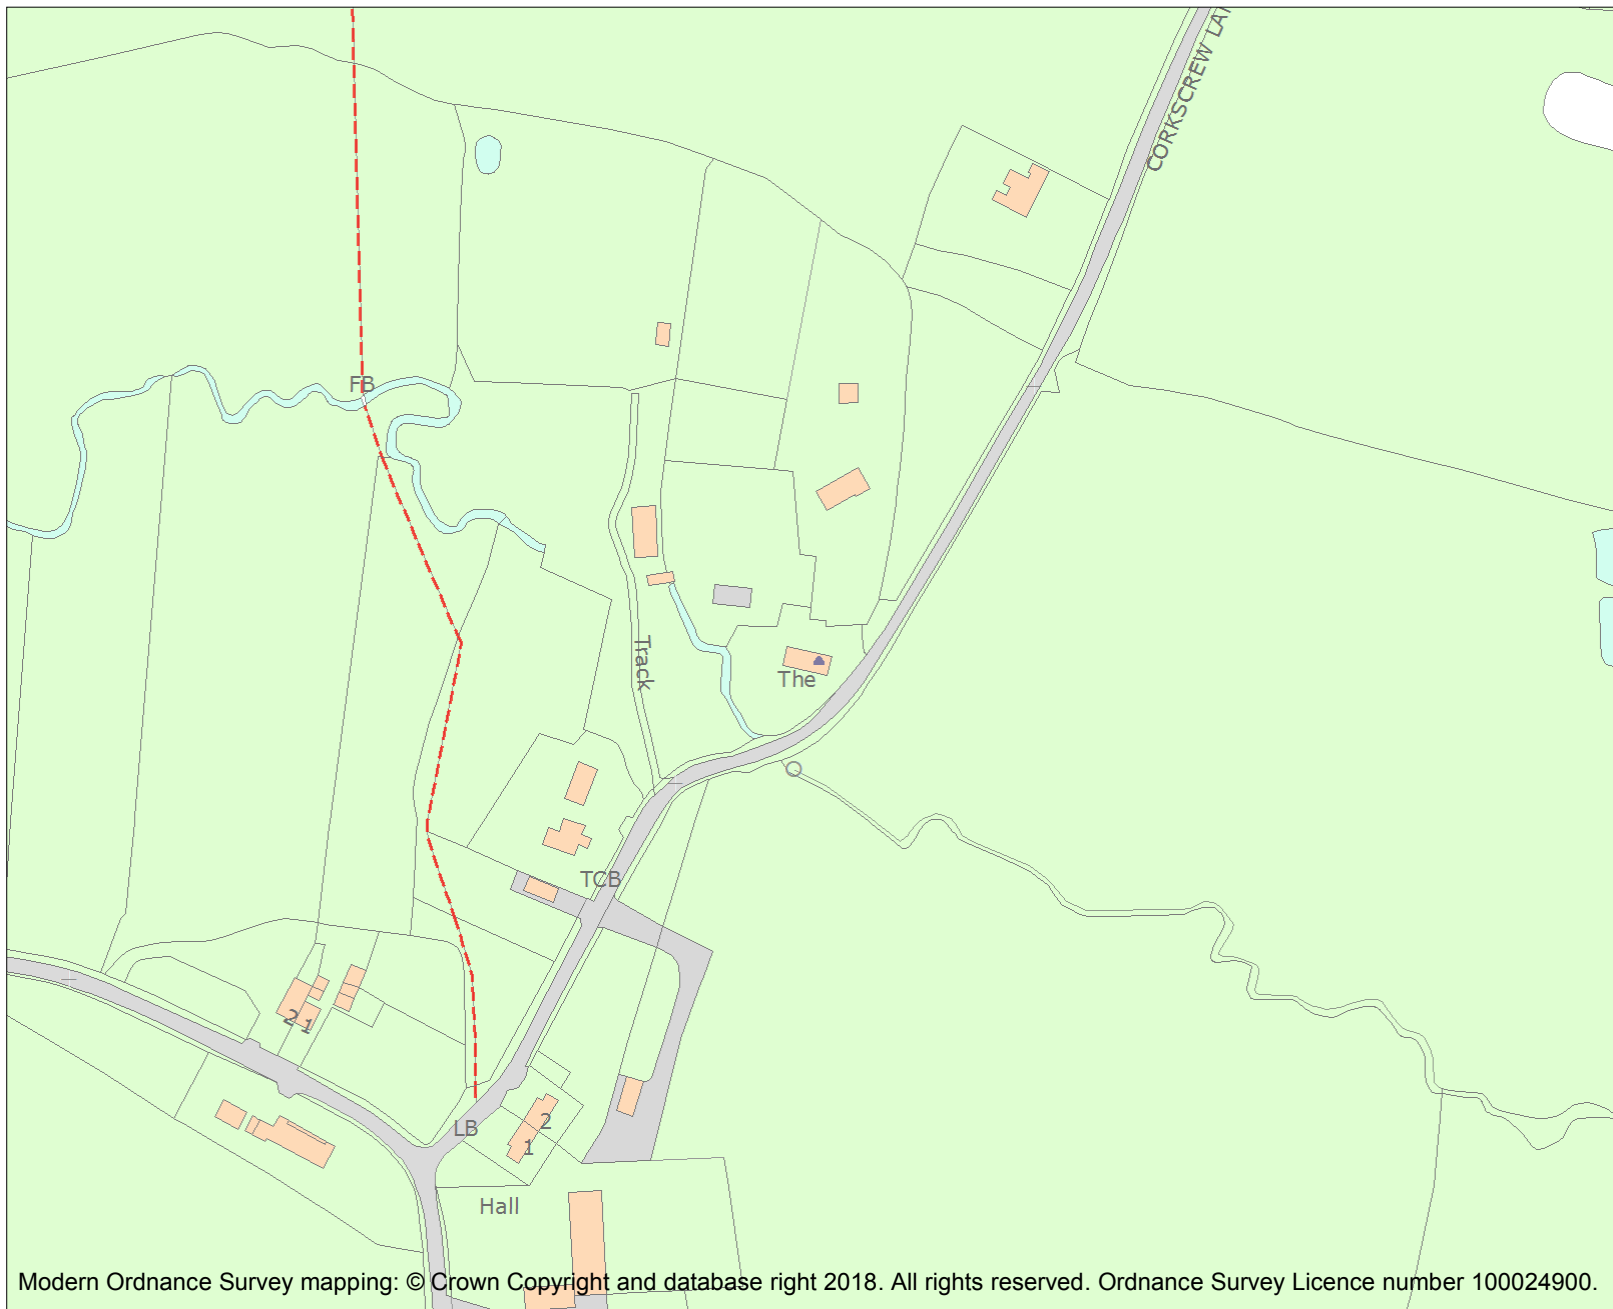 CORKSCREW LA
FB
Track
The
TCB
2 1
LB
2
1
Hall
Modern Ordnance Survey mapping: © Crown Copyright and database right 2018. All rights reserved. Ordnance Survey Licence number 100024900.